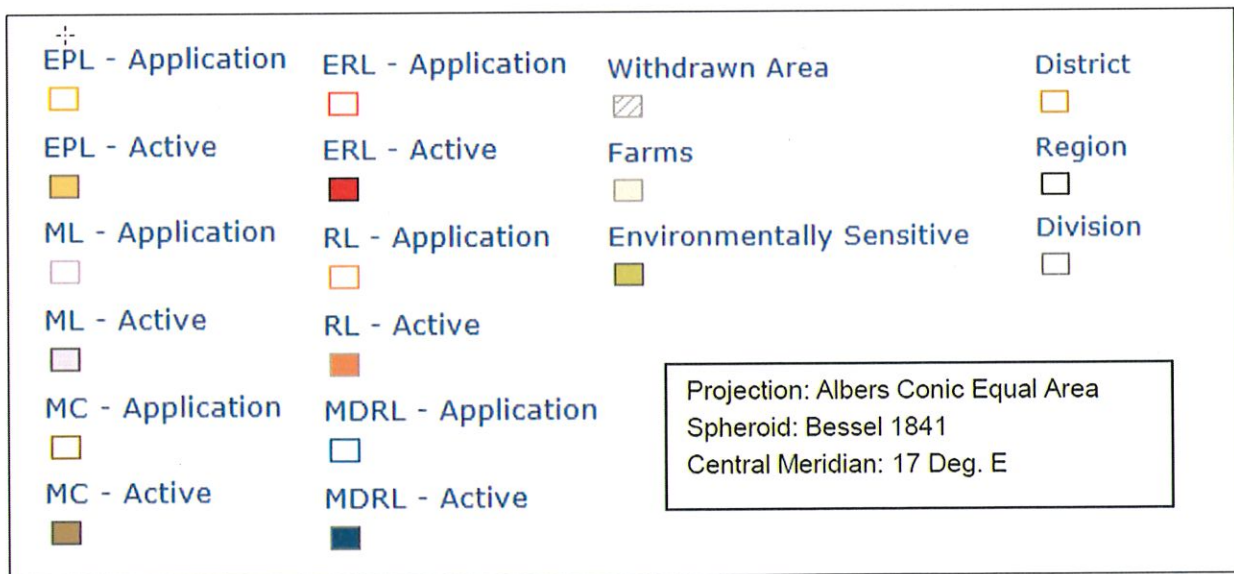 EPL - Application
EPL - Active
ML - Application
ML - Active
MC - Application
MC - Active
ERL - Application
ERL - Active
RL - Application
RL - Active
MDRL - Application
MDRL - Active
Withdrawn Area
Farms
Environmentally Sensitive
District
Region
Division
Projection: Albers Conic Equal Area
Spheroid: Bessel 1841
Central Meridian: 17 Deg. E